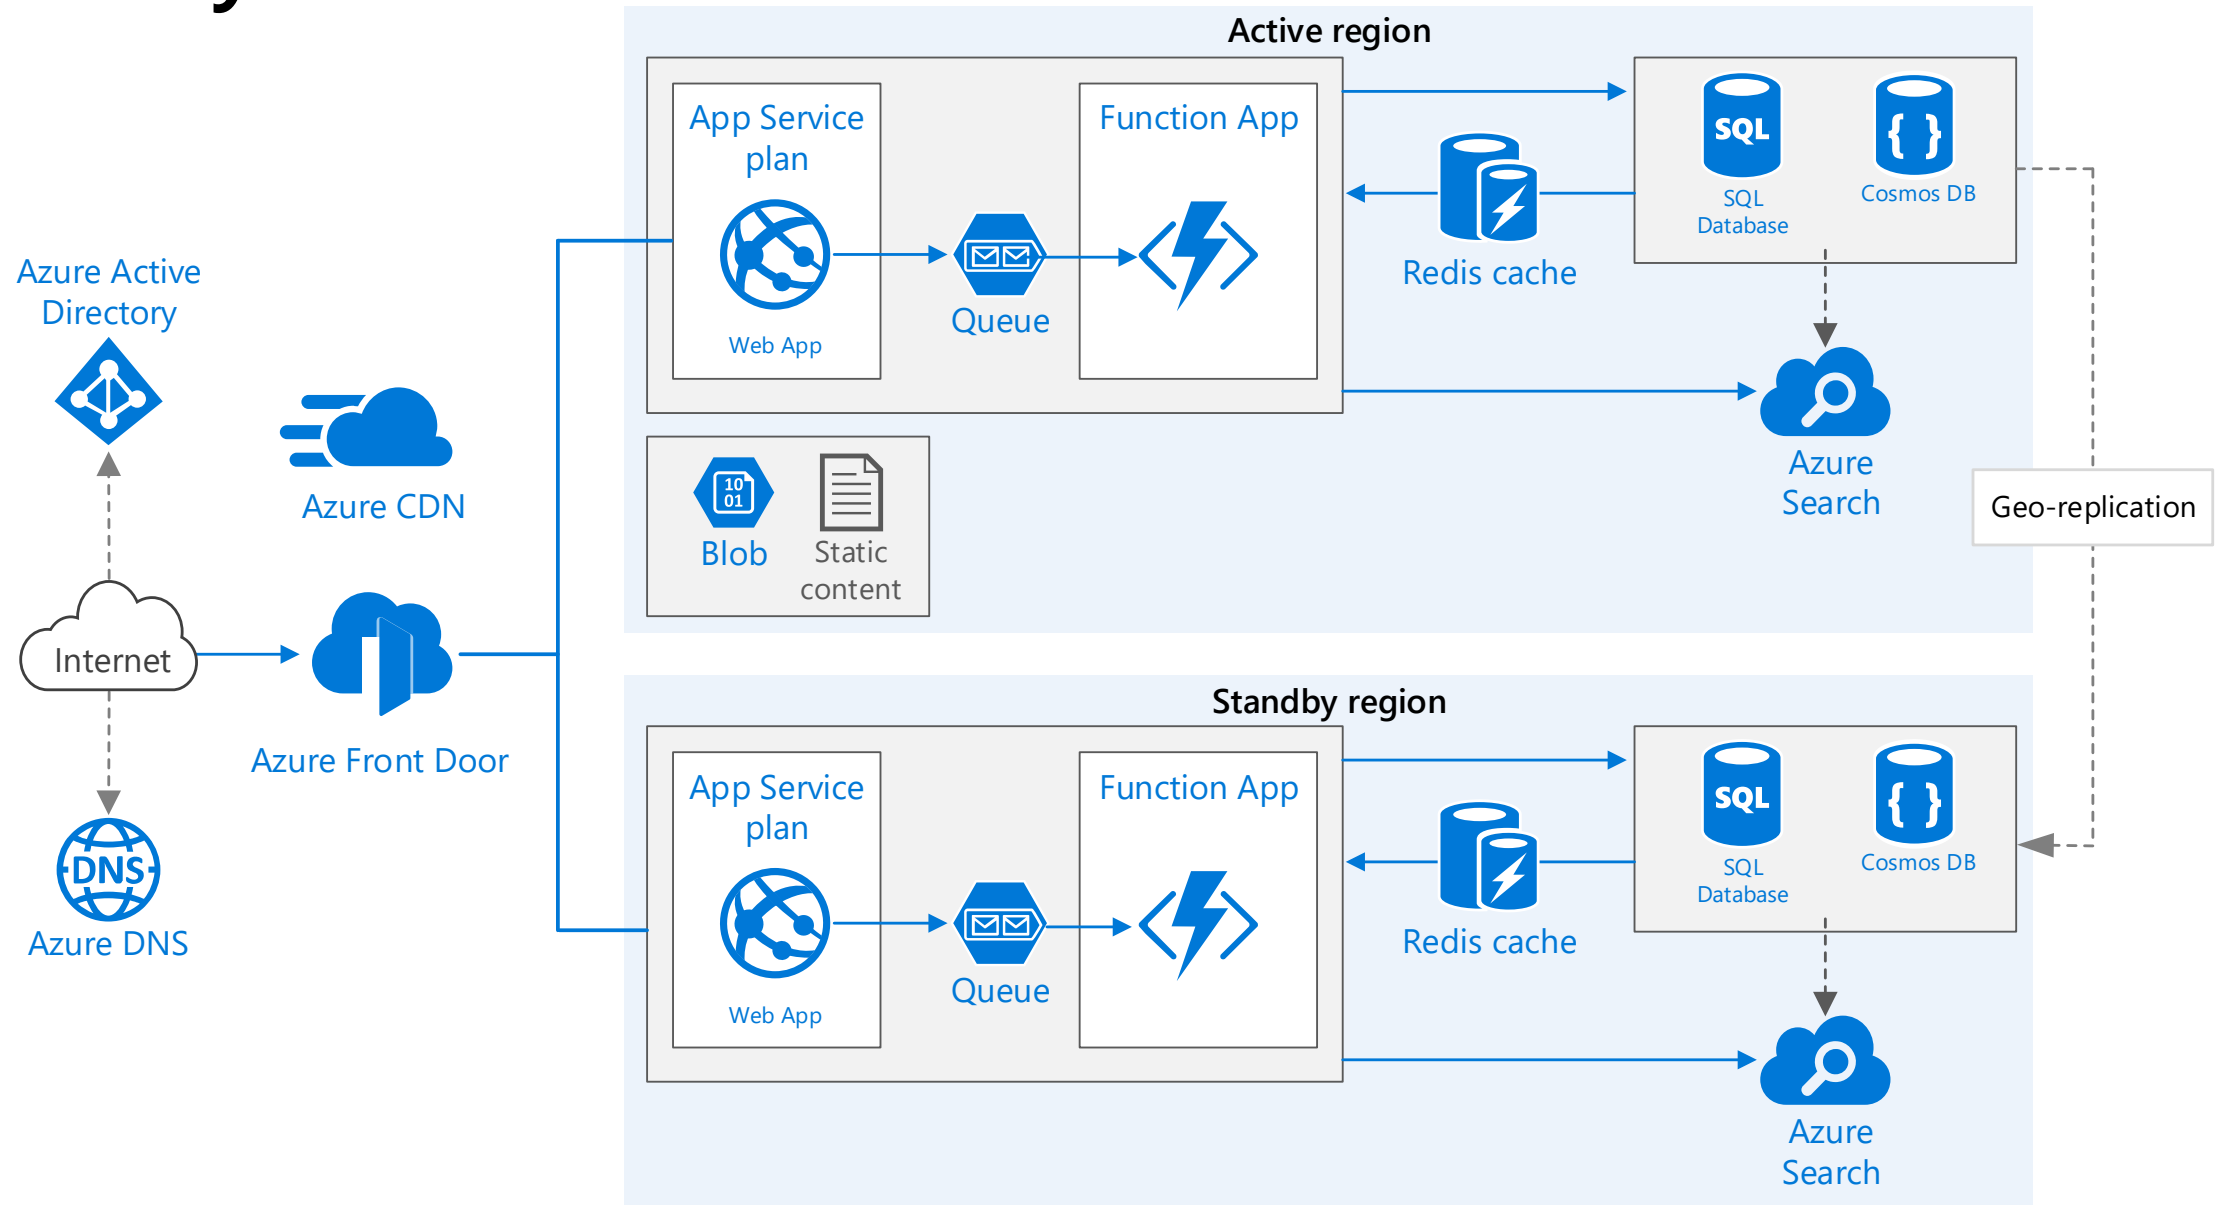 Active region
App Service
plan
Web App
Queue
Function App
Redis cache
SQL
SQL
Database
Cosmos DB
Azure
Search
10
01
Blob
Static
content
Geo-replication
Azure Active
Directory
Azure CDN
Internet
Azure Front Door
DNS
Azure DNS
Standby region
App Service
plan
Web App
Queue
Function App
Redis cache
SQL
SQL
Database
Cosmos DB
Azure
Search